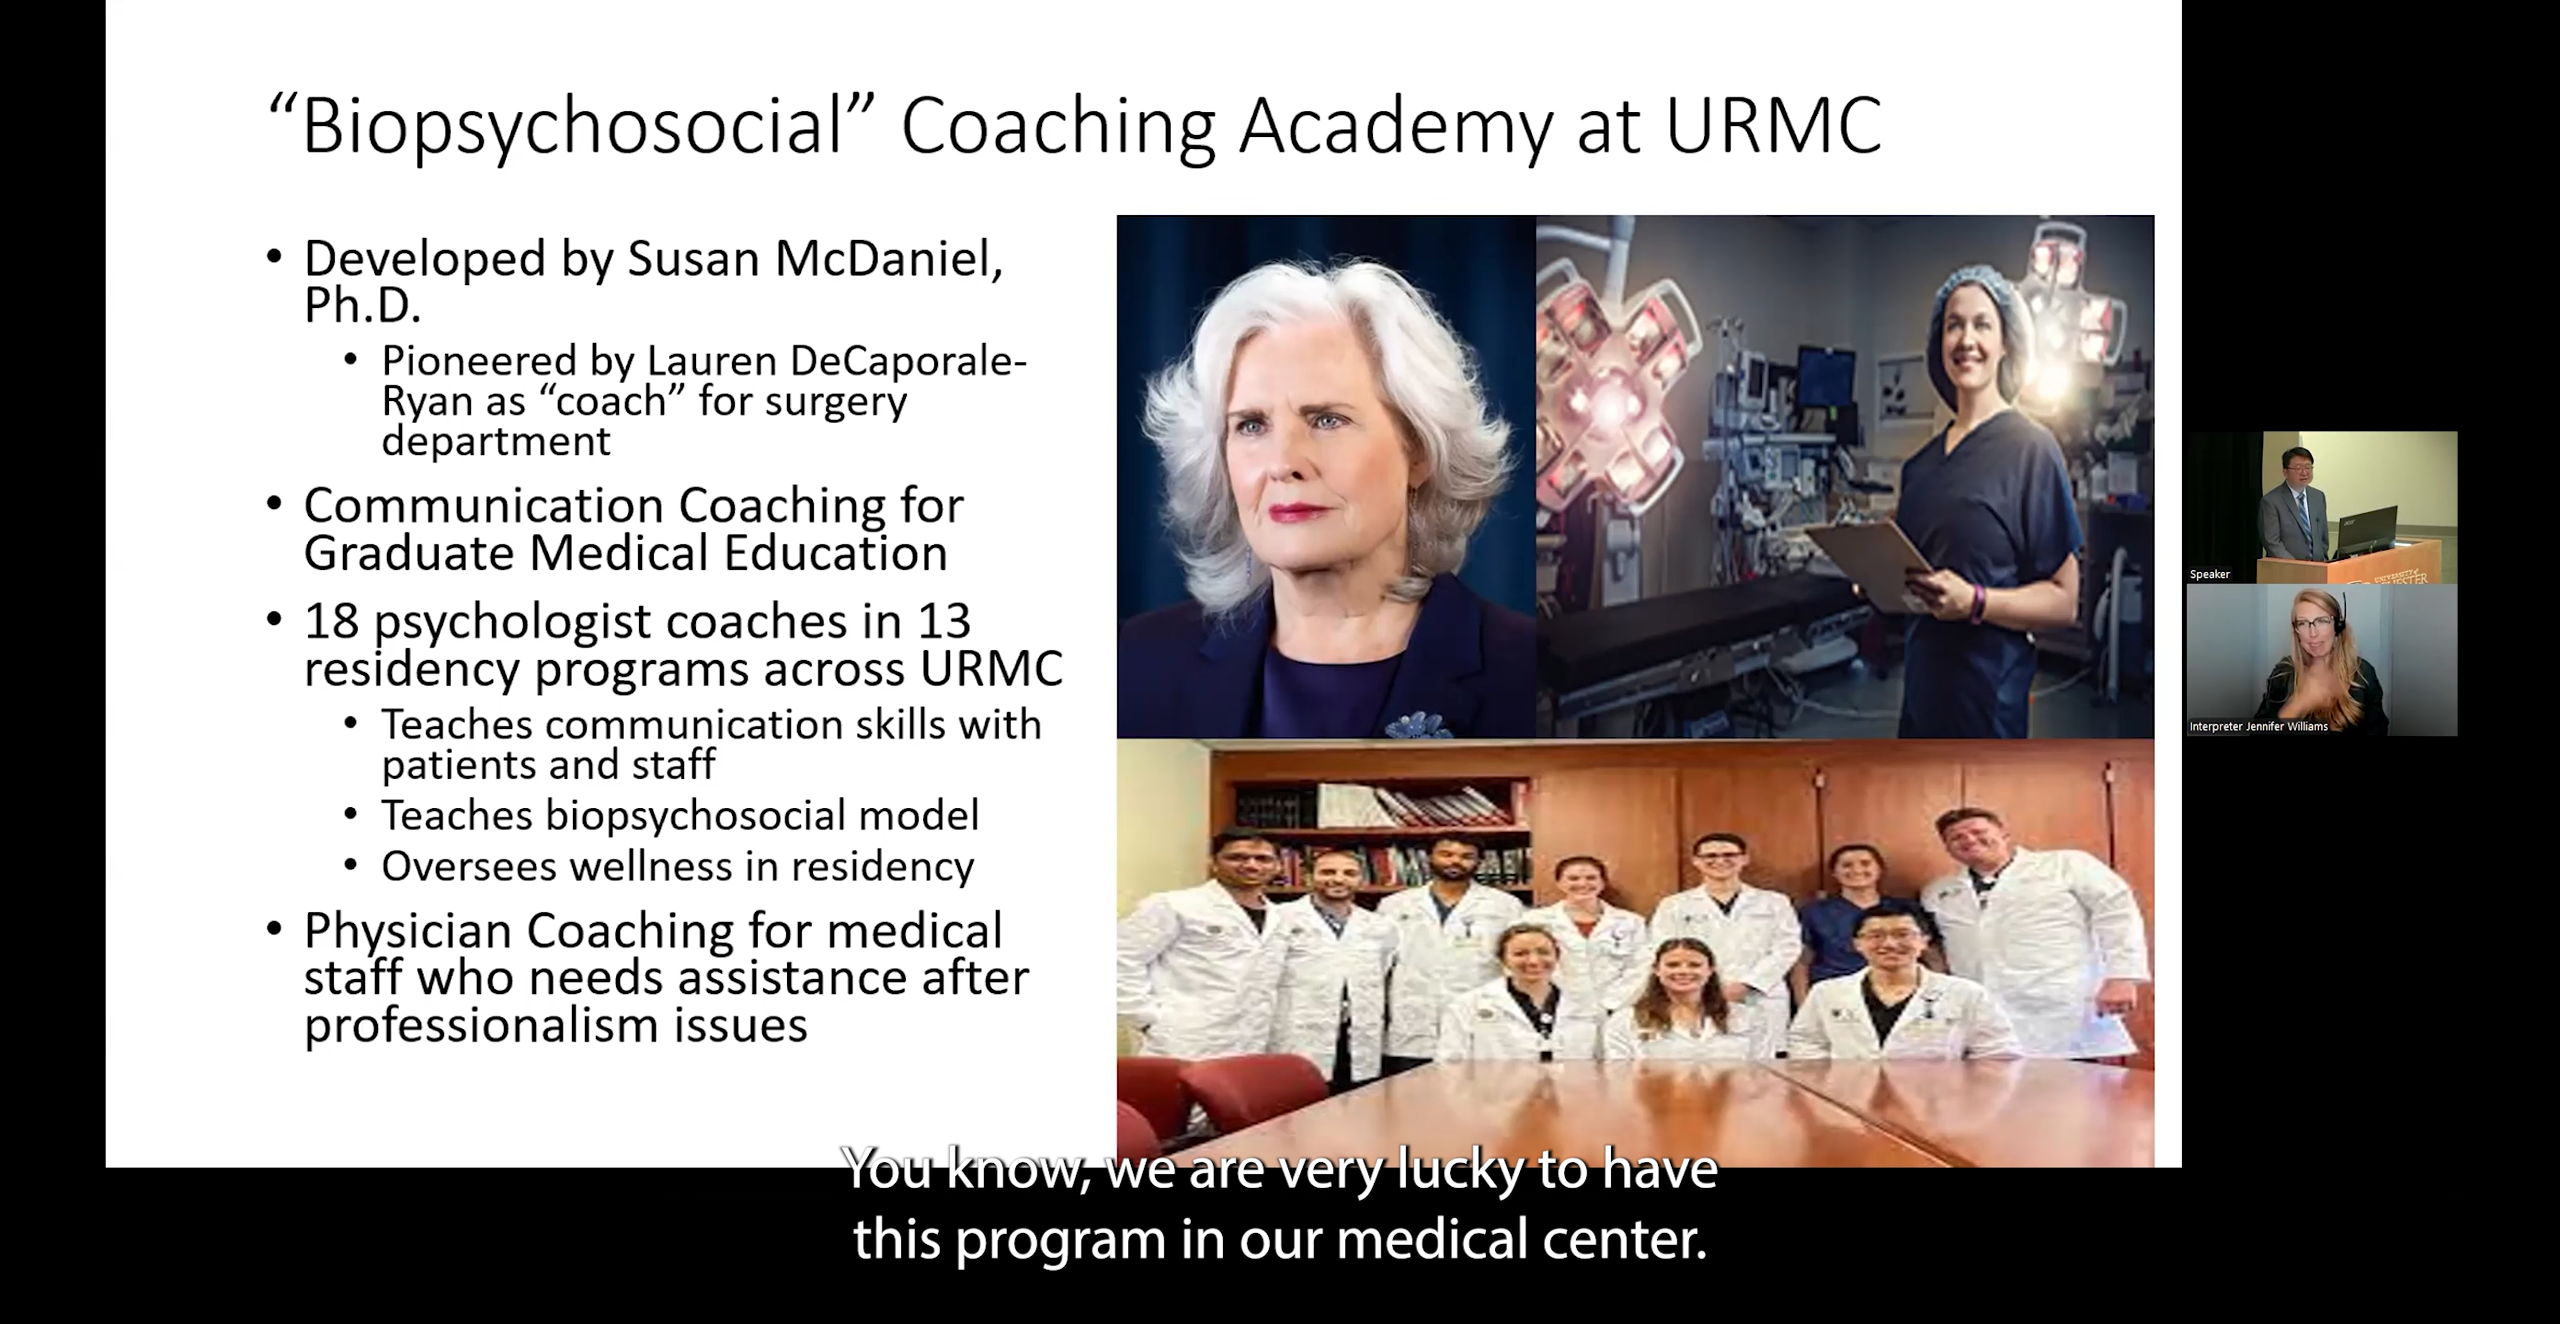 “Biopsychosocial” Coaching Academy at URMC
• Developed by Susan McDaniel,
Ph.D.
• Pioneered by Lauren DeCaporale-
Ryan as “coach” for surgery
department
• Communication Coaching for
Graduate Medical Education
• 18 psychologist coaches in 13
residency programs across URMC
• Teaches communication skills with
patients and staff
• Teaches biopsychosocial model
• Oversees wellness in residency
• Physician Coaching for medical
staff who needs assistance after
professionalism issues
Speaker
UNIVERSITY of
Interpreter Jennifer Williams
You know, we are very lucky to have
this program in our medical center.